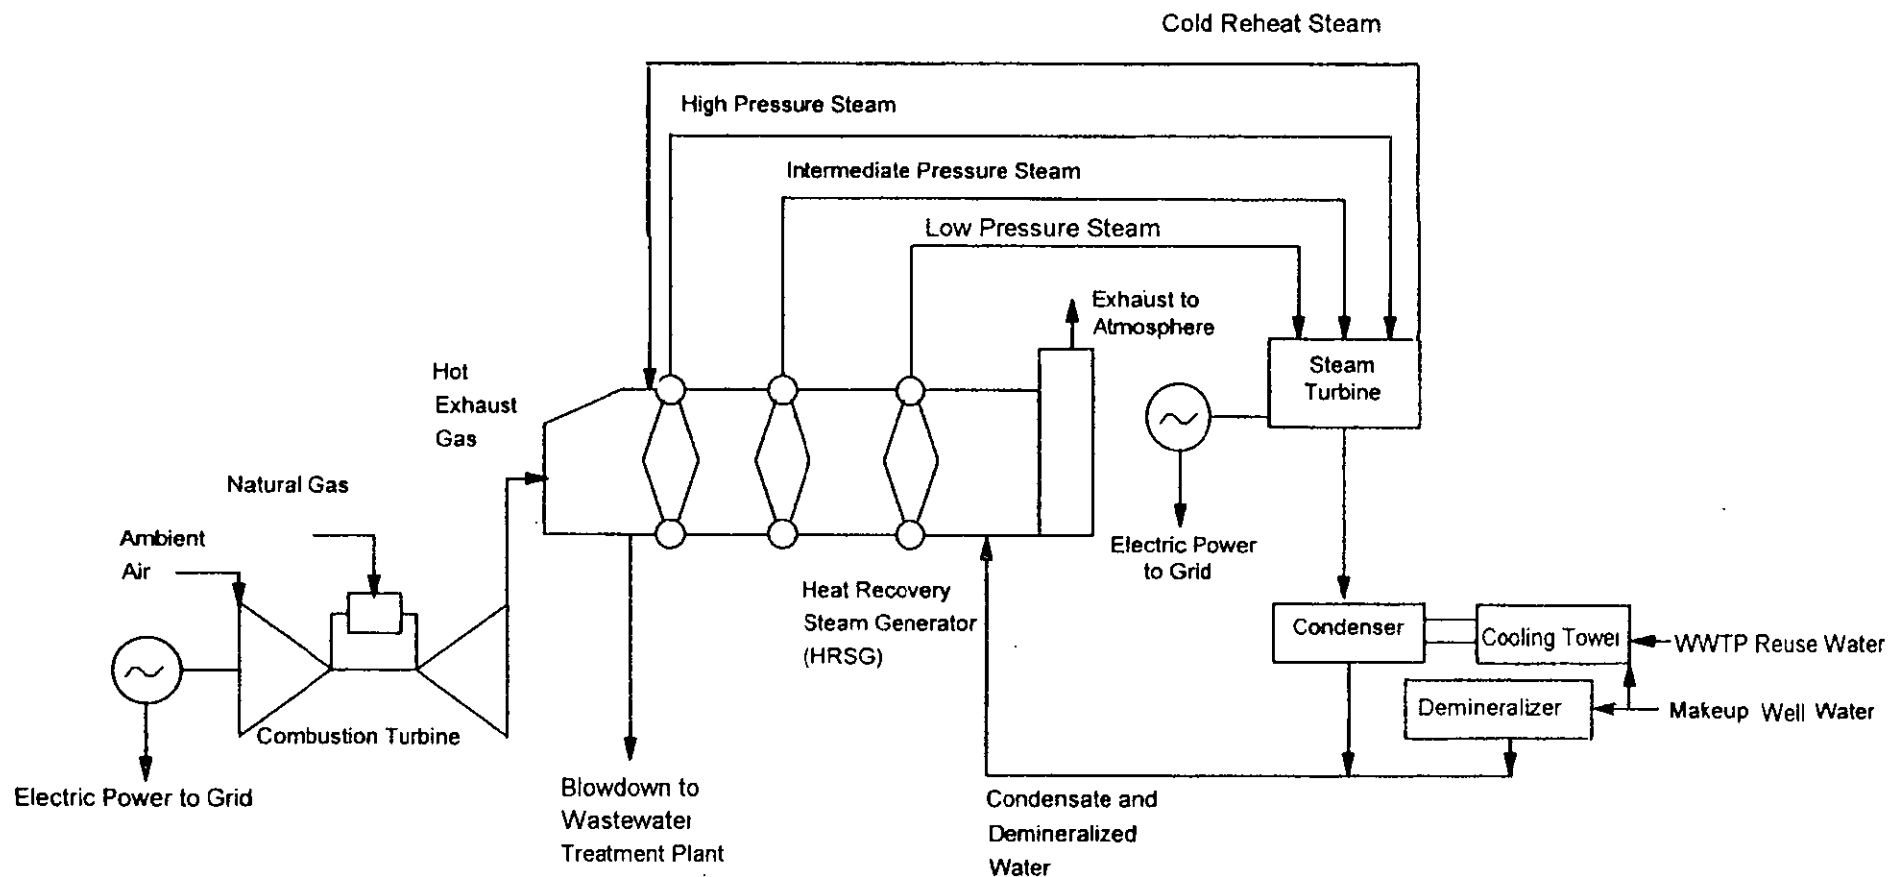 Cold Reheat Steam
High Pressure Steam
Intermediate Pressure Steam
Low Pressure Steam
Exhaust to
Atmosphere
Steam
Turbine
Hot
Exhaust
Gas
Natural Gas
Ambient
Air
Electric Power
to Grid
Heat Recovery
Steam Generator
(HRSG)
Condenser
Cooling Tower
WWTP Reuse Water
Demineralizer
Makeup Well Water
Combustion Turbine
Electric Power to Grid
Blowdown to
Wastewater
Treatment Plant
Condensate and
Demineralized
Water